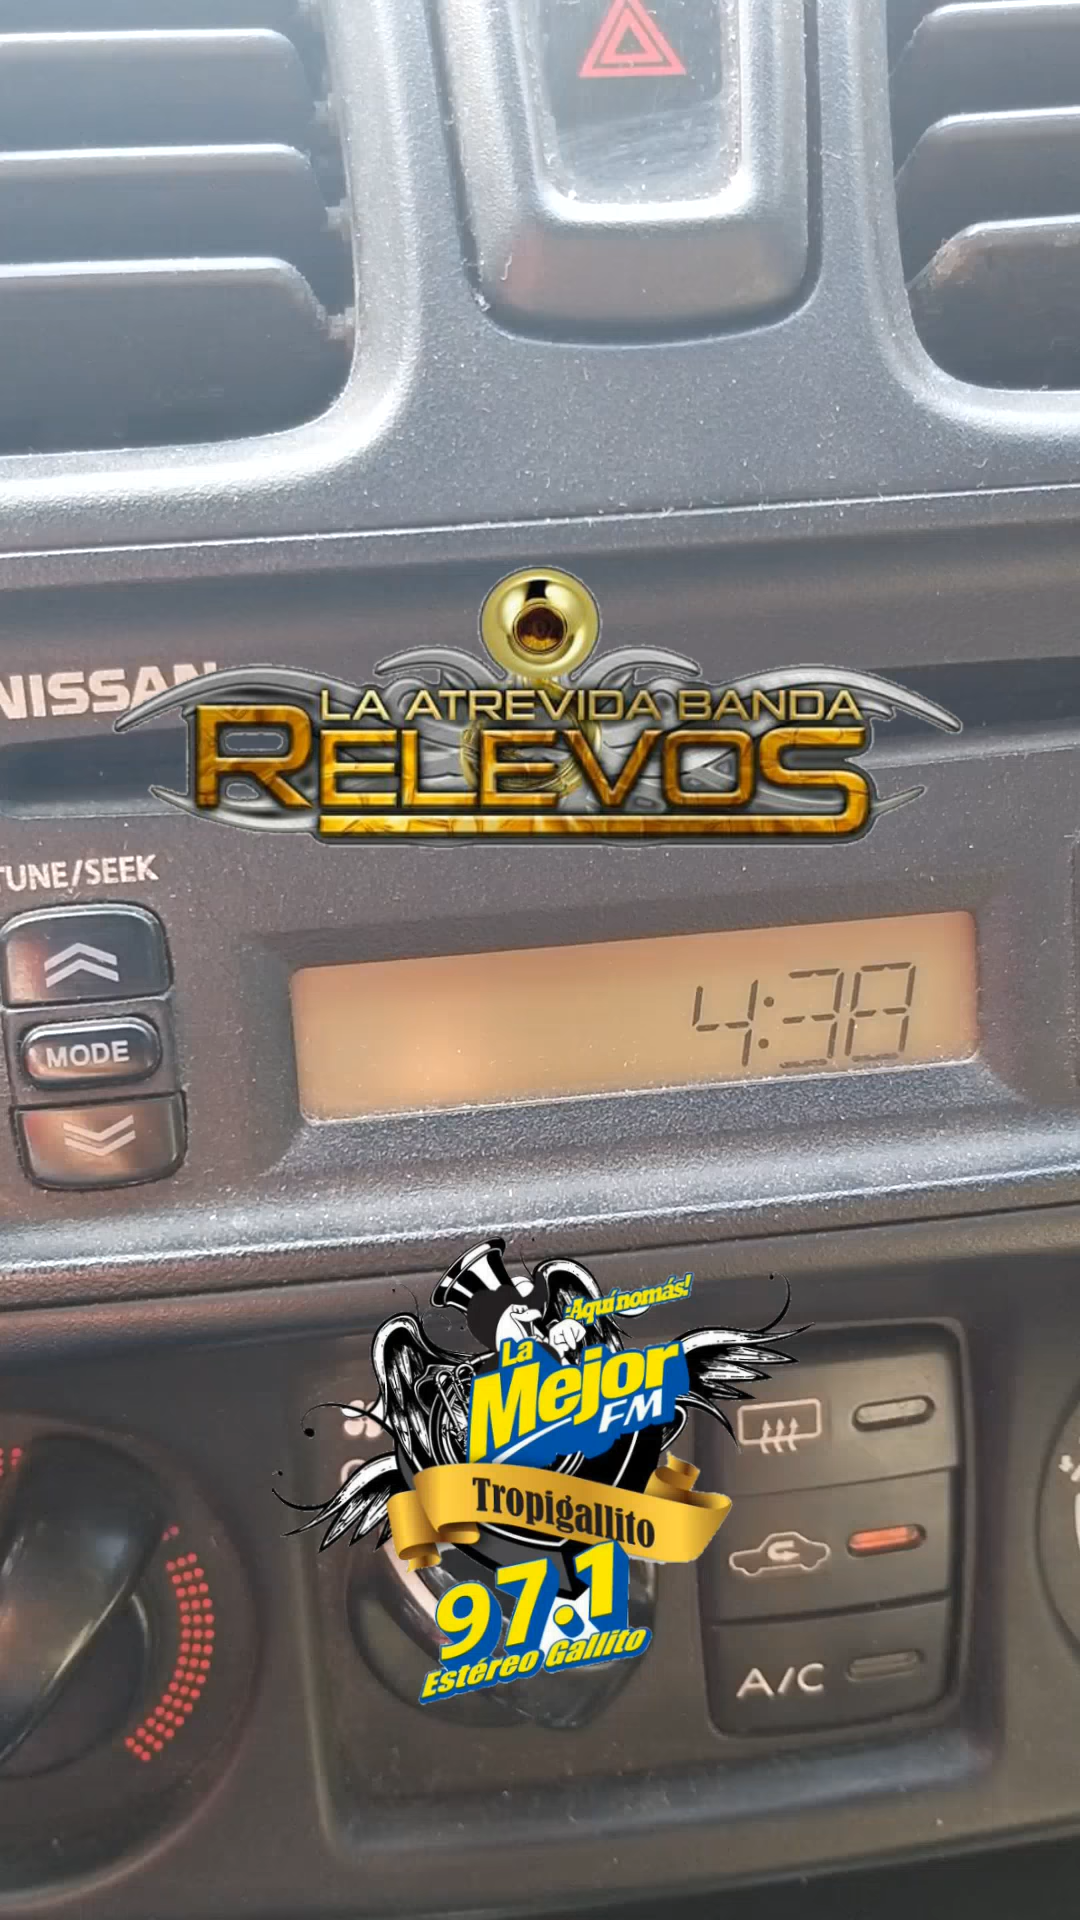 NISSAN
LA ATREVIDA BANDA
RELEVOS
TUNE/SEEK
MODE
4:38
¡Aquí nomás!
La
Mejor
FM
Tropigallito
97.1
Estéreo Gallito
A/C